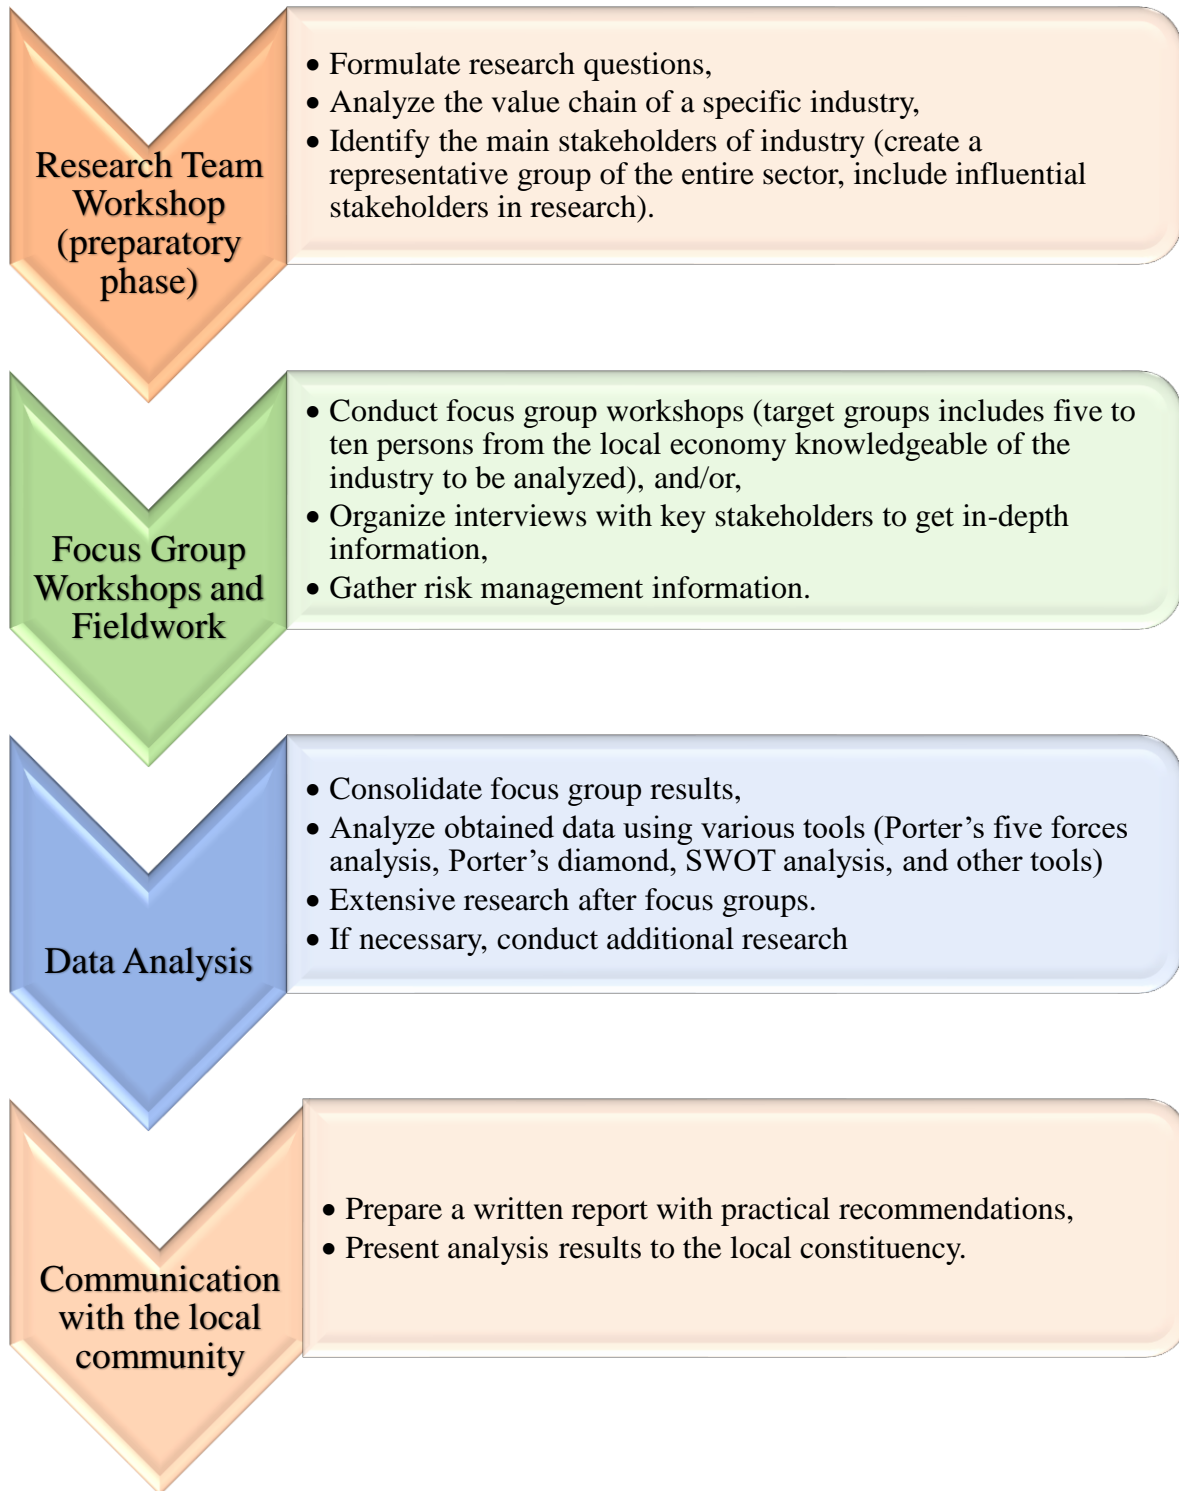 Research Team
Workshop
(preparatory
phase)
• Formulate research questions,
• Analyze the value chain of a specific industry,
• Identify the main stakeholders of industry (create a
representative group of the entire sector, include influential
stakeholders in research).
Focus Group
Workshops and
Fieldwork
• Conduct focus group workshops (target groups includes five to
ten persons from the local economy knowledgeable of the
industry to be analyzed), and/or,
• Organize interviews with key stakeholders to get in-depth
information,
• Gather risk management information.
Data Analysis
• Consolidate focus group results,
• Analyze obtained data using various tools (Porter’s five forces
analysis, Porter’s diamond, SWOT analysis, and other tools)
• Extensive research after focus groups.
• If necessary, conduct additional research
Communication
with the local
community
• Prepare a written report with practical recommendations,
• Present analysis results to the local constituency.